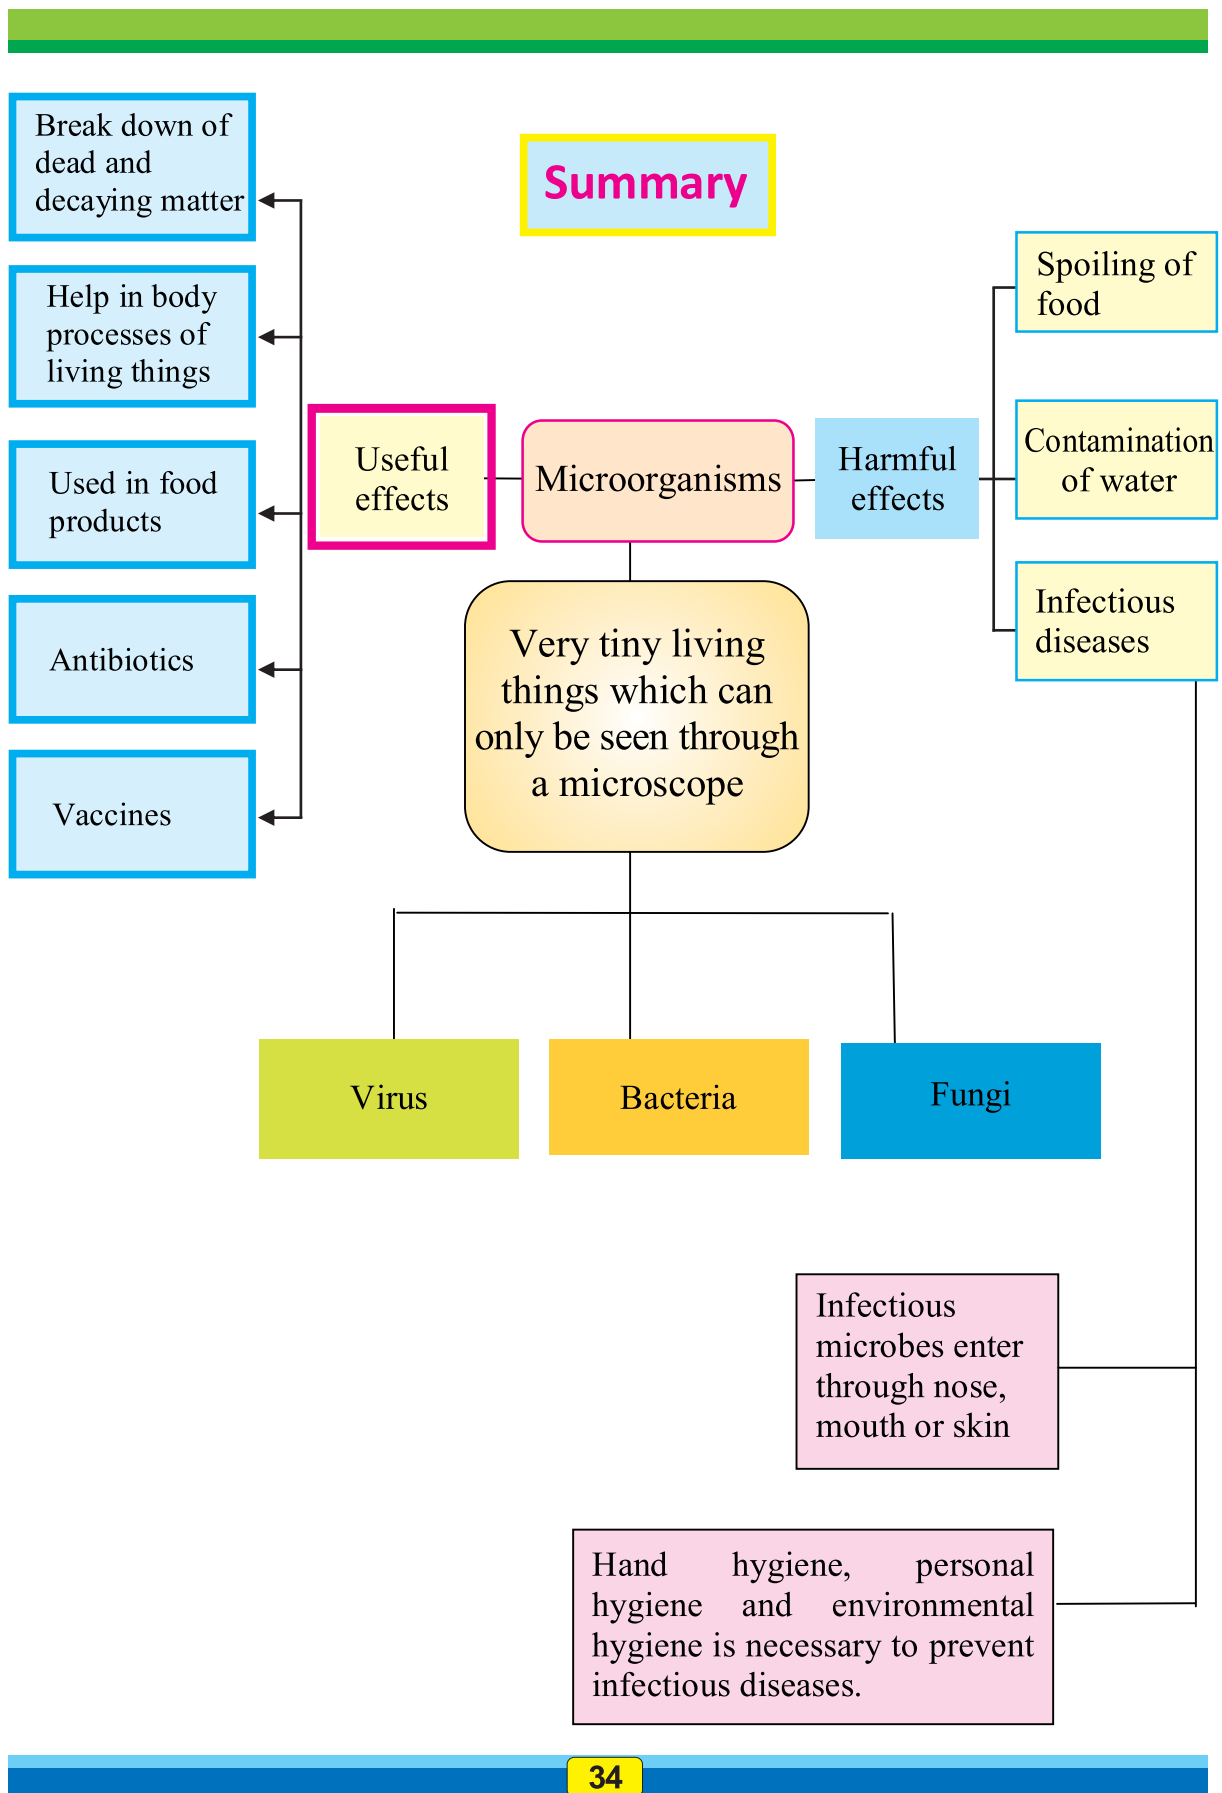 Summary
Break down of
dead and
decaying matter
Help in body
processes of
living things
Used in food
products
Antibiotics
Vaccines
Useful
effects
Microorganisms
Harmful
effects
Spoiling of
food
Contamination
of water
Infectious
diseases
Very tiny living
things which can
only be seen through
a microscope
Virus
Bacteria
Fungi
Infectious
microbes enter
through nose,
mouth or skin
Hand hygiene, personal
hygiene and environmental
hygiene is necessary to prevent
infectious diseases.
34